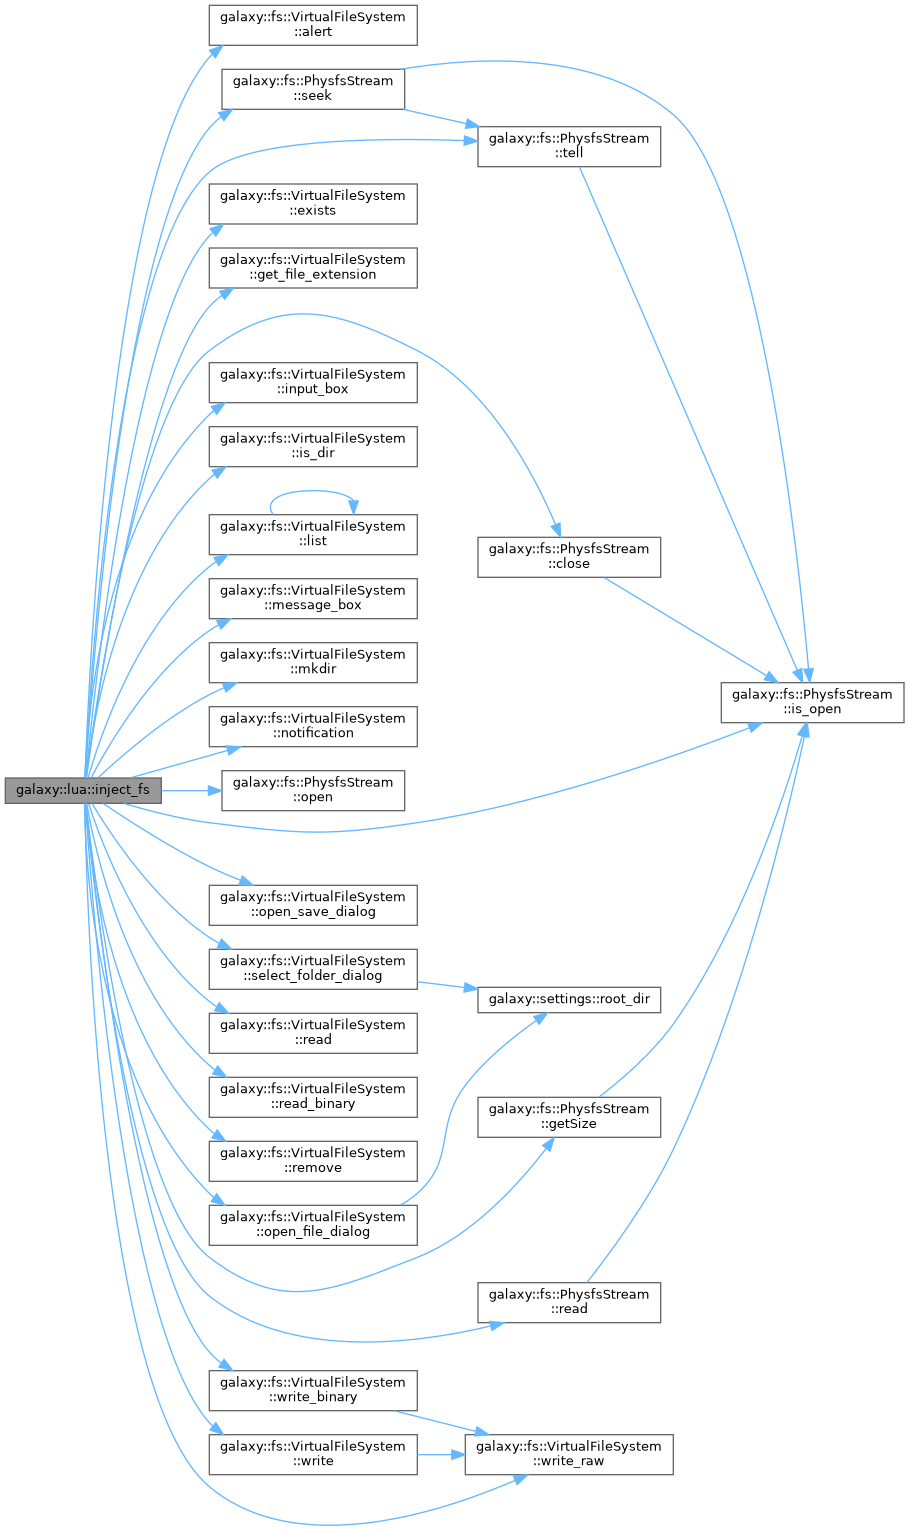 galaxy::fs::VirtualFileSystem
::alert
galaxy::fs::PhysfsStream
::seek
galaxy::fs::PhysfsStream
::tell
galaxy::fs::VirtualFileSystem
::exists
galaxy::fs::VirtualFileSystem
::get_file_extension
galaxy::fs::VirtualFileSystem
::input_box
galaxy::fs::VirtualFileSystem
::is_dir
galaxy::fs::VirtualFileSystem
::list
galaxy::fs::PhysfsStream
::close
galaxy::fs::VirtualFileSystem
::message_box
galaxy::fs::VirtualFileSystem
::mkdir
galaxy::fs::PhysfsStream
::is_open
galaxy::fs::VirtualFileSystem
::notification
galaxy::lua::inject_fs
galaxy::fs::PhysfsStream
::open
galaxy::fs::VirtualFileSystem
::open_save_dialog
galaxy::fs::VirtualFileSystem
::select_folder_dialog
galaxy::settings::root_dir
galaxy::fs::VirtualFileSystem
::read
galaxy::fs::VirtualFileSystem
::read_binary
galaxy::fs::PhysfsStream
::getSize
galaxy::fs::VirtualFileSystem
::remove
galaxy::fs::VirtualFileSystem
::open_file_dialog
galaxy::fs::PhysfsStream
::read
galaxy::fs::VirtualFileSystem
::write_binary
galaxy::fs::VirtualFileSystem
::write
galaxy::fs::VirtualFileSystem
::write_raw